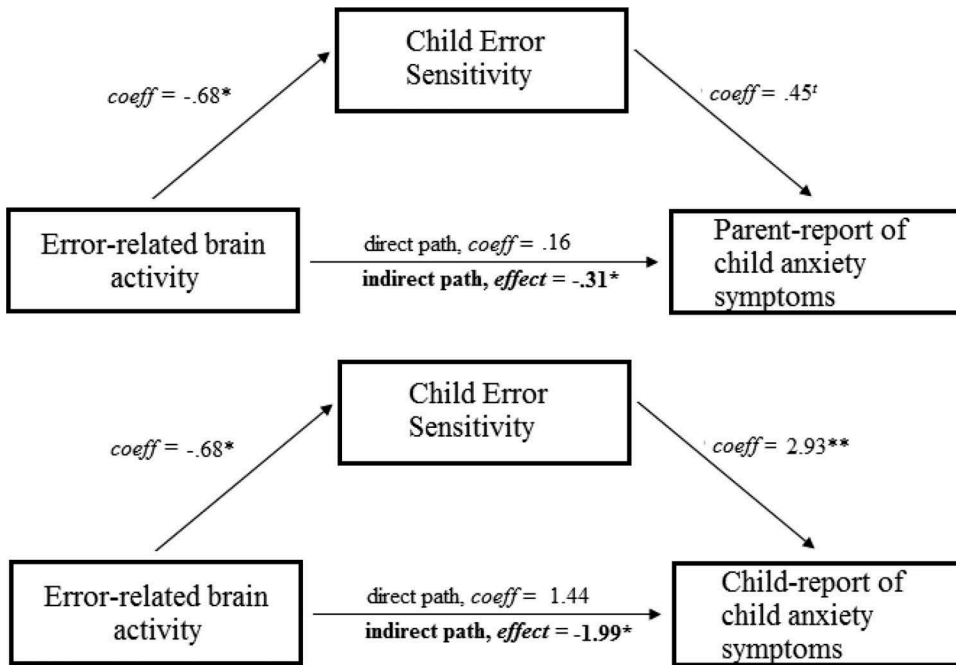 Child Error
Sensitivity
coeff = -.68*
coeff = .45ᵗ
Error-related brain
activity
direct path, coeff = .16
indirect path, effect = -.31*
Parent-report of
child anxiety
symptoms
Child Error
Sensitivity
coeff = -.68*
coeff = 2.93**
Error-related brain
activity
direct path, coeff = 1.44
indirect path, effect = -1.99*
Child-report of
child anxiety
symptoms